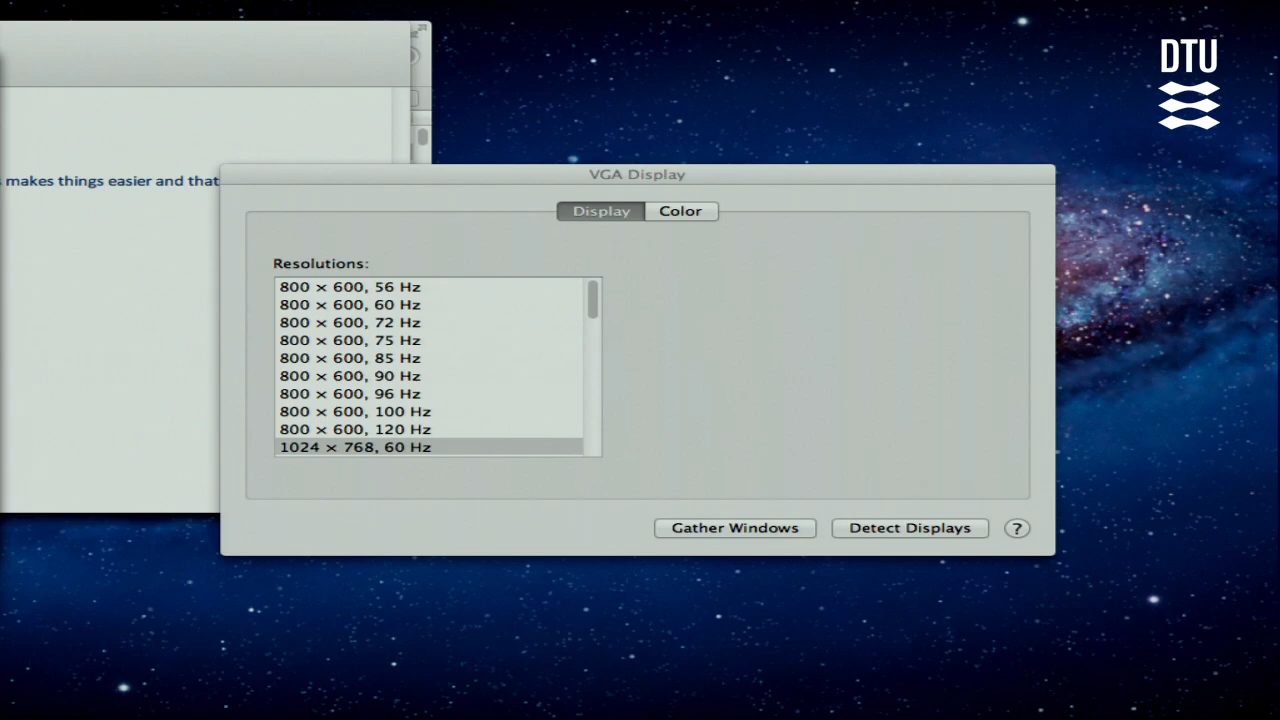 DTU
makes things easier and that
VGA Display
Display Color
Resolutions:
800 × 600, 56 Hz
800 × 600, 60 Hz
800 × 600, 72 Hz
800 × 600, 75 Hz
800 × 600, 85 Hz
800 × 600, 90 Hz
800 × 600, 96 Hz
800 × 600, 100 Hz
800 × 600, 120 Hz
1024 × 768, 60 Hz
Gather Windows Detect Displays ?